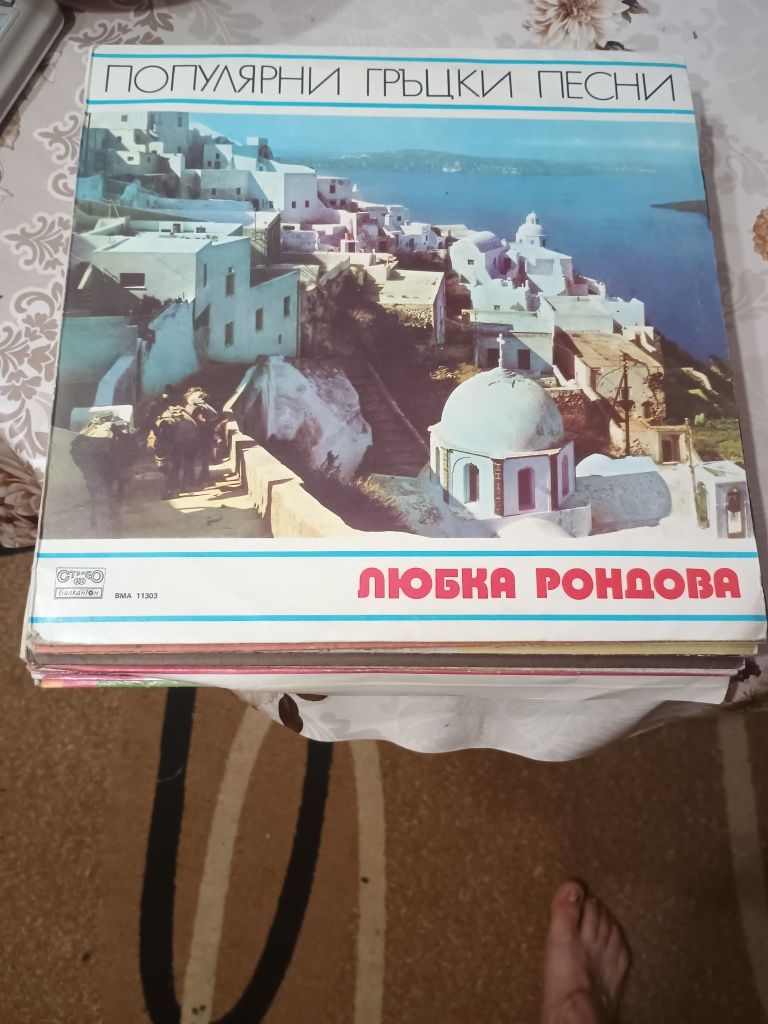 ПОПУЛЯРНИ ГРЪЦКИ ПЕСНИ
СТЕРЕО
Балкантон
ВМА 11303
ЛЮБКА РОНДОВА